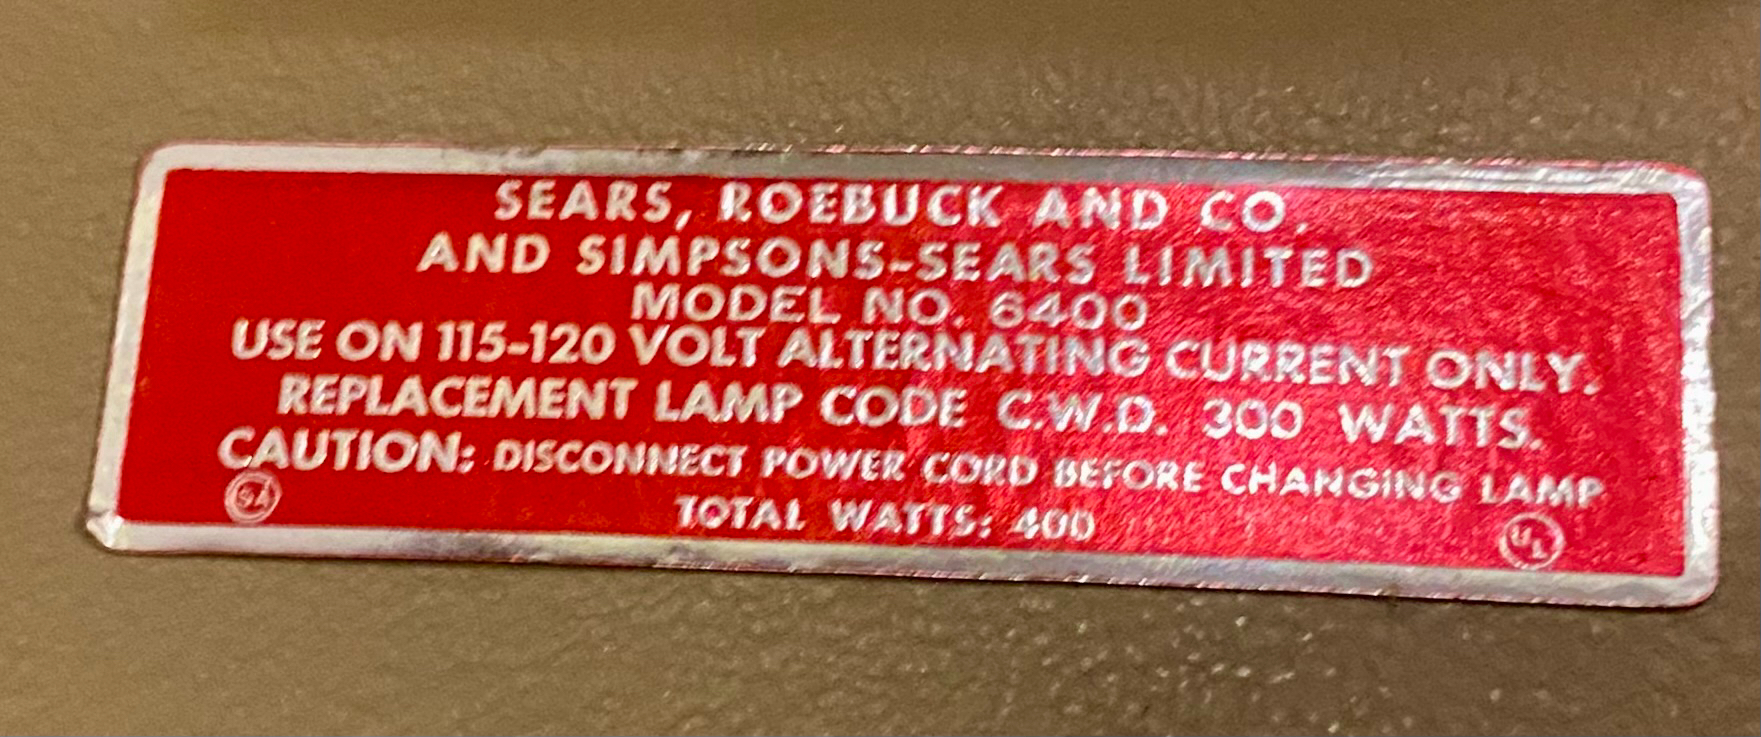 SEARS, ROEBUCK AND CO.
AND SIMPSONS-SEARS LIMITED
MODEL NO. 6400
USE ON 115-120 VOLT ALTERNATING CURRENT ONLY.
REPLACEMENT LAMP CODE C.W.D. 300 WATTS.
CAUTION: DISCONNECT POWER CORD BEFORE CHANGING LAMP
TOTAL WATTS: 400
UL